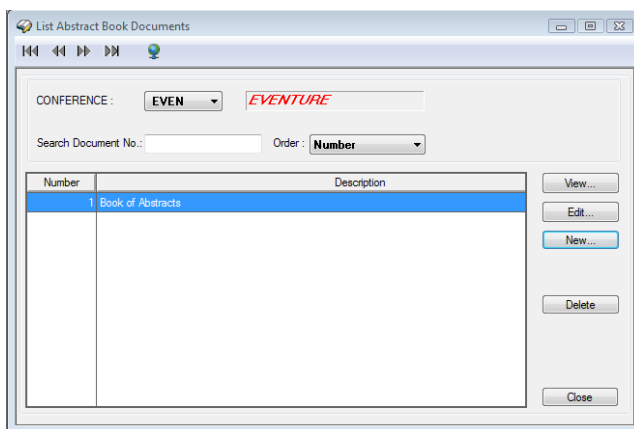 List Abstract Book Documents
CONFERENCE : EVEN EVENTURE
Search Document No.: Order : Number
Number Description View...
1 Book of Abstracts
Edit...
New...
Delete
Close